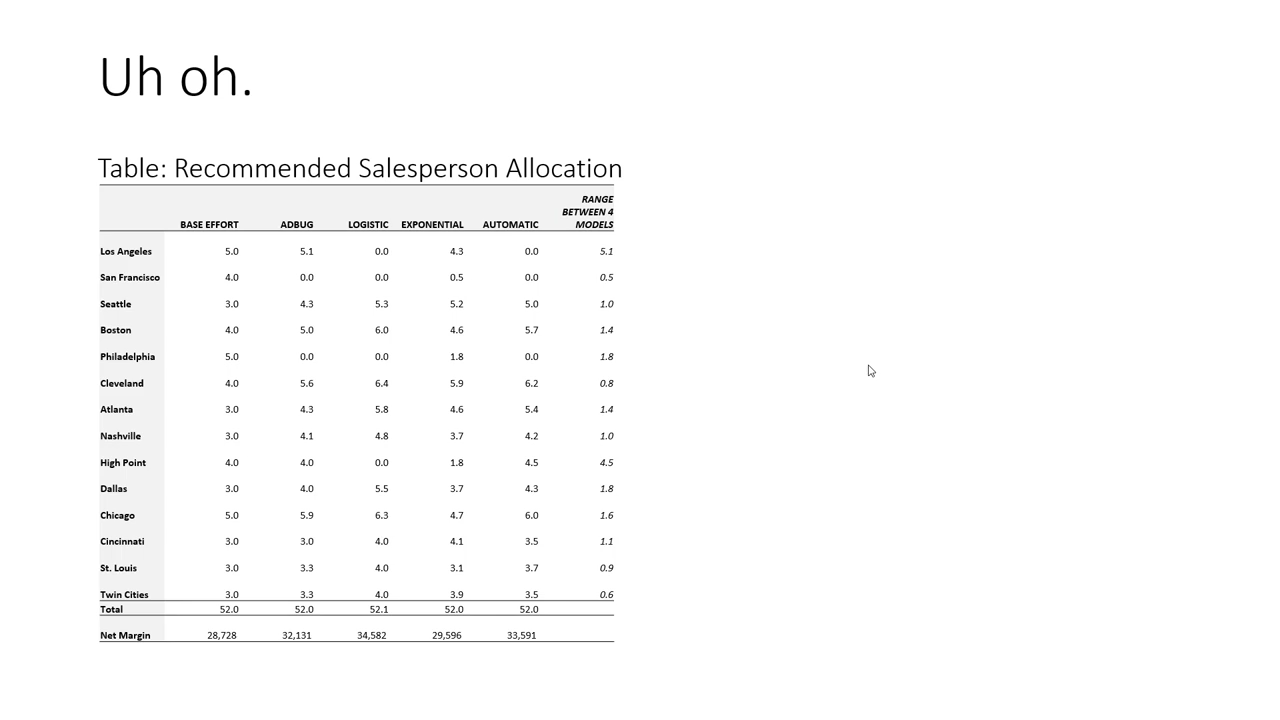 Uh oh.
Table: Recommended Salesperson Allocation
RANGE
BETWEEN 4
BASE EFFORT ADBUG LOGISTIC EXPONENTIAL AUTOMATIC MODELS
Los Angeles 5.0 5.1 0.0 4.3 0.0 5.1
San Francisco 4.0 0.0 0.0 0.5 0.0 0.5
Seattle 3.0 4.3 5.3 5.2 5.0 1.0
Boston 4.0 5.0 6.0 4.6 5.7 1.4
Philadelphia 5.0 0.0 0.0 1.8 0.0 1.8
Cleveland 4.0 5.6 6.4 5.9 6.2 0.8
Atlanta 3.0 4.3 5.8 4.6 5.4 1.4
Nashville 3.0 4.1 4.8 3.7 4.2 1.0
High Point 4.0 4.0 0.0 1.8 4.5 4.5
Dallas 3.0 4.0 5.5 3.7 4.3 1.8
Chicago 5.0 5.9 6.3 4.7 6.0 1.6
Cincinnati 3.0 3.0 4.0 4.1 3.5 1.1
St. Louis 3.0 3.3 4.0 3.1 3.7 0.9
Twin Cities 3.0 3.3 4.0 3.9 3.5 0.6
Total 52.0 52.0 52.1 52.0 52.0
Net Margin 28,728 32,131 34,582 29,596 33,591